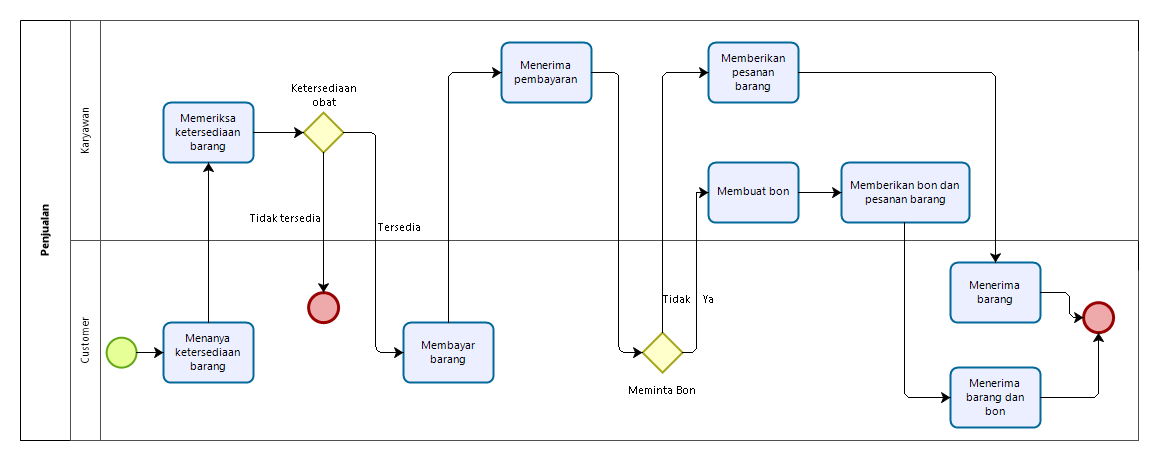 Penjualan
Karyawan
Customer
Menanya
ketersediaan
barang
Memeriksa
ketersediaan
barang
Ketersediaan
obat
Tidak tersedia
Tersedia
Membayar
barang
Menerima
pembayaran
Meminta Bon
Tidak
Ya
Memberikan
pesanan
barang
Membuat bon
Memberikan bon dan
pesanan barang
Menerima
barang
Menerima
barang dan
bon